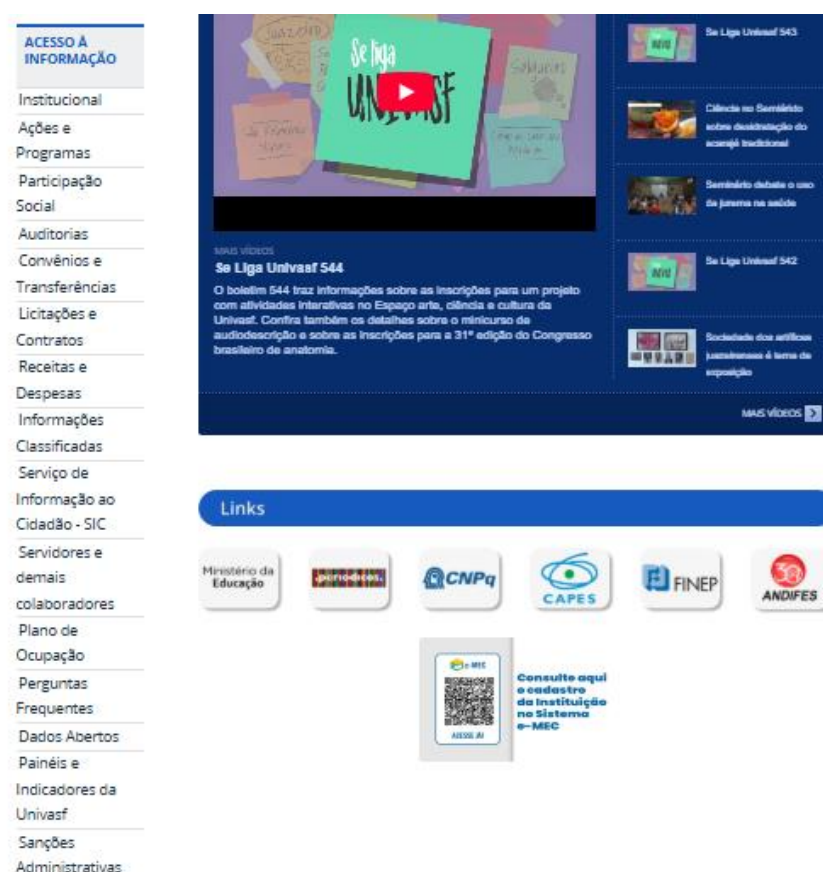 ACESSO À
INFORMAÇÃO
Institucional
Ações e
Programas
Participação
Social
Auditorias
Convênios e
Transferências
Licitações e
Contratos
Receitas e
Despesas
Informações
Classificadas
Serviço de
Informação ao
Cidadão - SIC
Servidores e
demais
colaboradores
Plano de
Ocupação
Perguntas
Frequentes
Dados Abertos
Painéis e
Indicadores da
Univasf
Sanções
Administrativas
Se liga
UNIVASF
MAIS VÍDEOS
Se Liga Univasf 544
O boletim 544 traz informações sobre as inscrições para um projeto
com atividades interativas no Espaço arte, ciência e cultura da
Univasf. Confira também os detalhes sobre o minicurso de
audiodescrição e sobre as inscrições para a 31ª edição do Congresso
brasileiro de anatomia.
Se Liga Univasf 543
Ciência no Semiárido
sobre desidratação do
acarajé tradicional
Seminário debate o uso
da jurema na saúde
Se Liga Univasf 542
Sociedade dos artífices
juazeirenses é tema de
exposição
MAIS VÍDEOS
Links
Ministério da
Educação
.periodicos.
CNPq
CAPES
FINEP
30
ANDIFES
e-MEC
ACESSE JÁ!
Consulte aqui
o cadastro
da Instituição
no Sistema
e-MEC